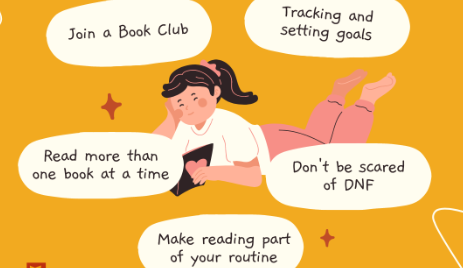 Join a Book Club
Tracking and
setting goals
Read more than
one book at a time
Don't be scared
of DNF
Make reading part
of your routine